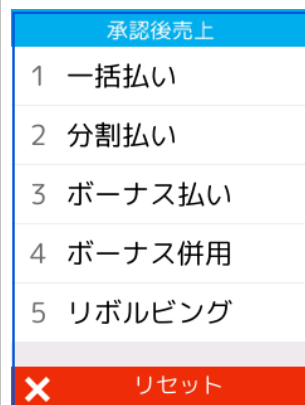 承認後売上
1 一括払い
2 分割払い
3 ボーナス払い
4 ボーナス併用
5 リボルビング
リセット